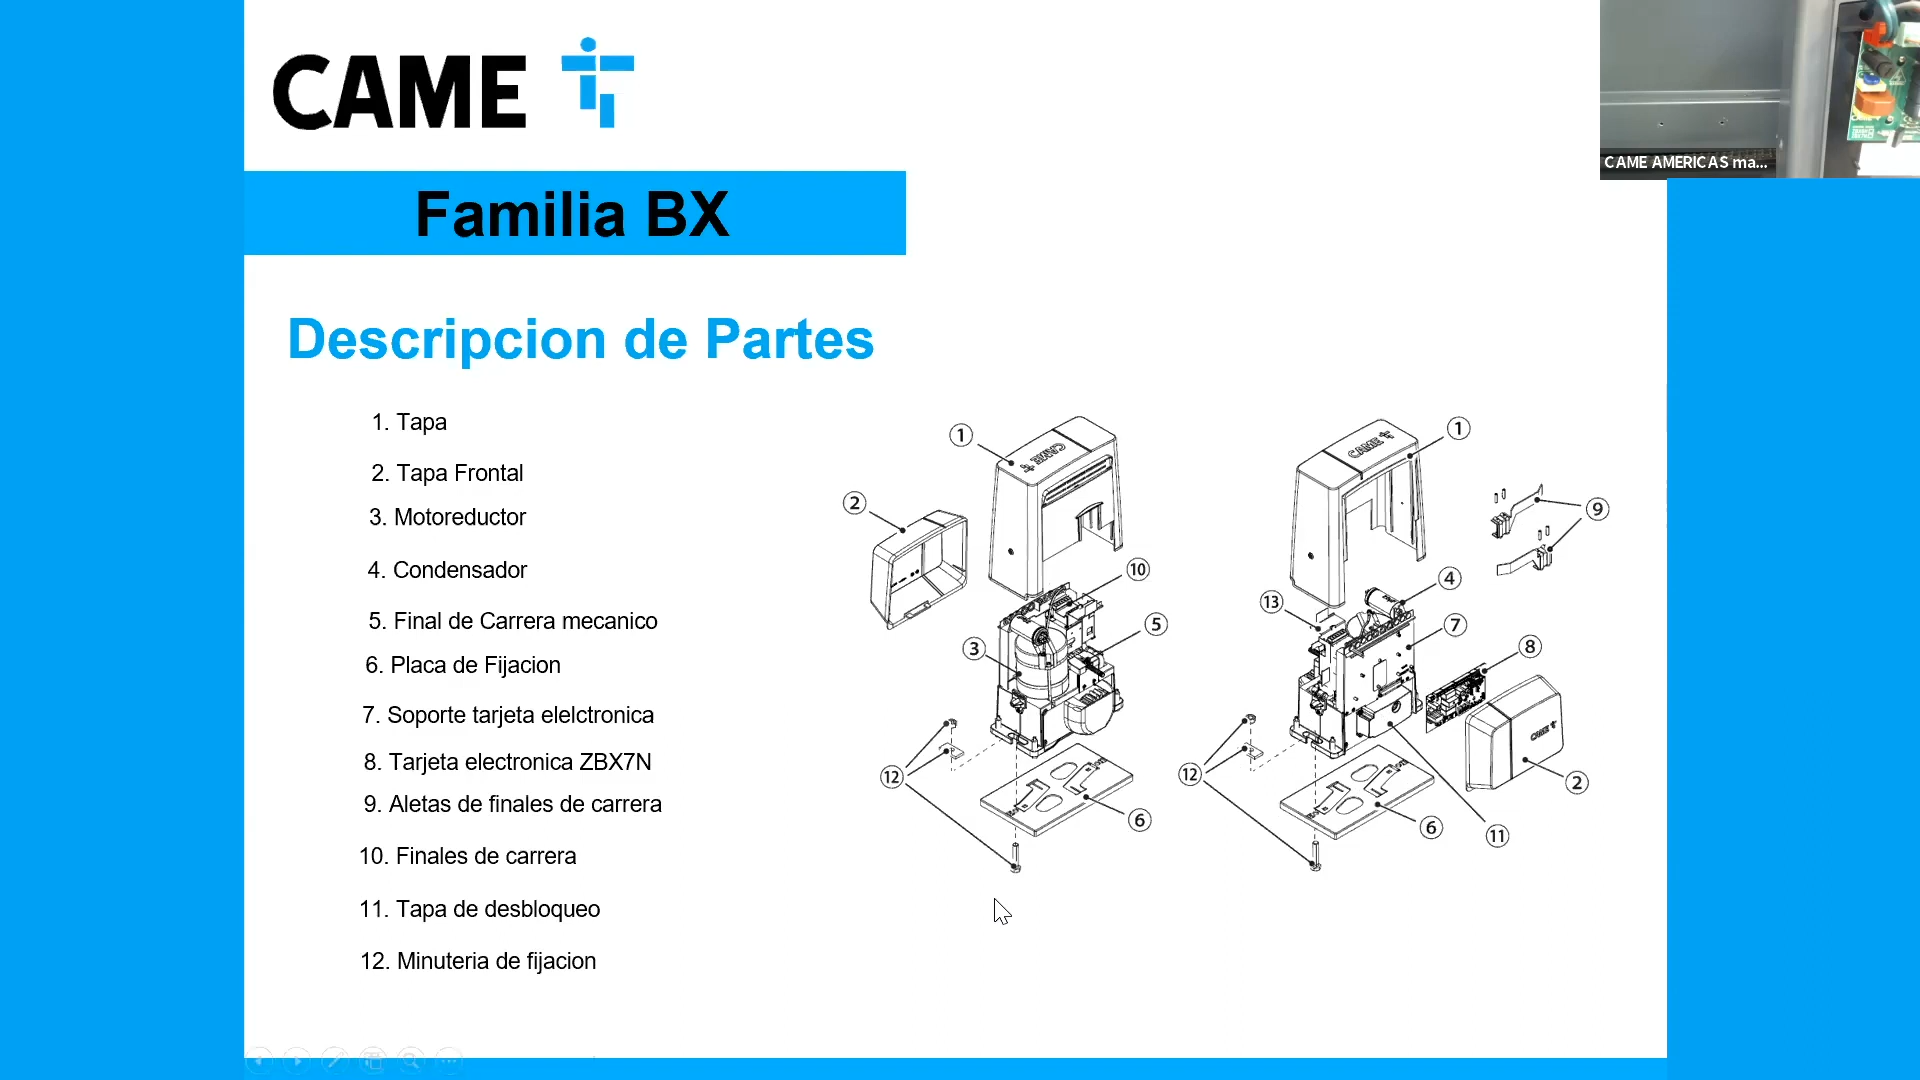 CAME
CAME AMERICAS ma...
Familia BX
Descripcion de Partes
1. Tapa
2. Tapa Frontal
3. Motoreductor
4. Condensador
5. Final de Carrera mecanico
6. Placa de Fijacion
7. Soporte tarjeta elelctronica
8. Tarjeta electronica ZBX7N
9. Aletas de finales de carrera
10. Finales de carrera
11. Tapa de desbloqueo
12. Minuteria de fijacion
1
CAME
2
10
5
3
12
6
1
CAME
9
4
13
7
8
CAME
2
12
6
11